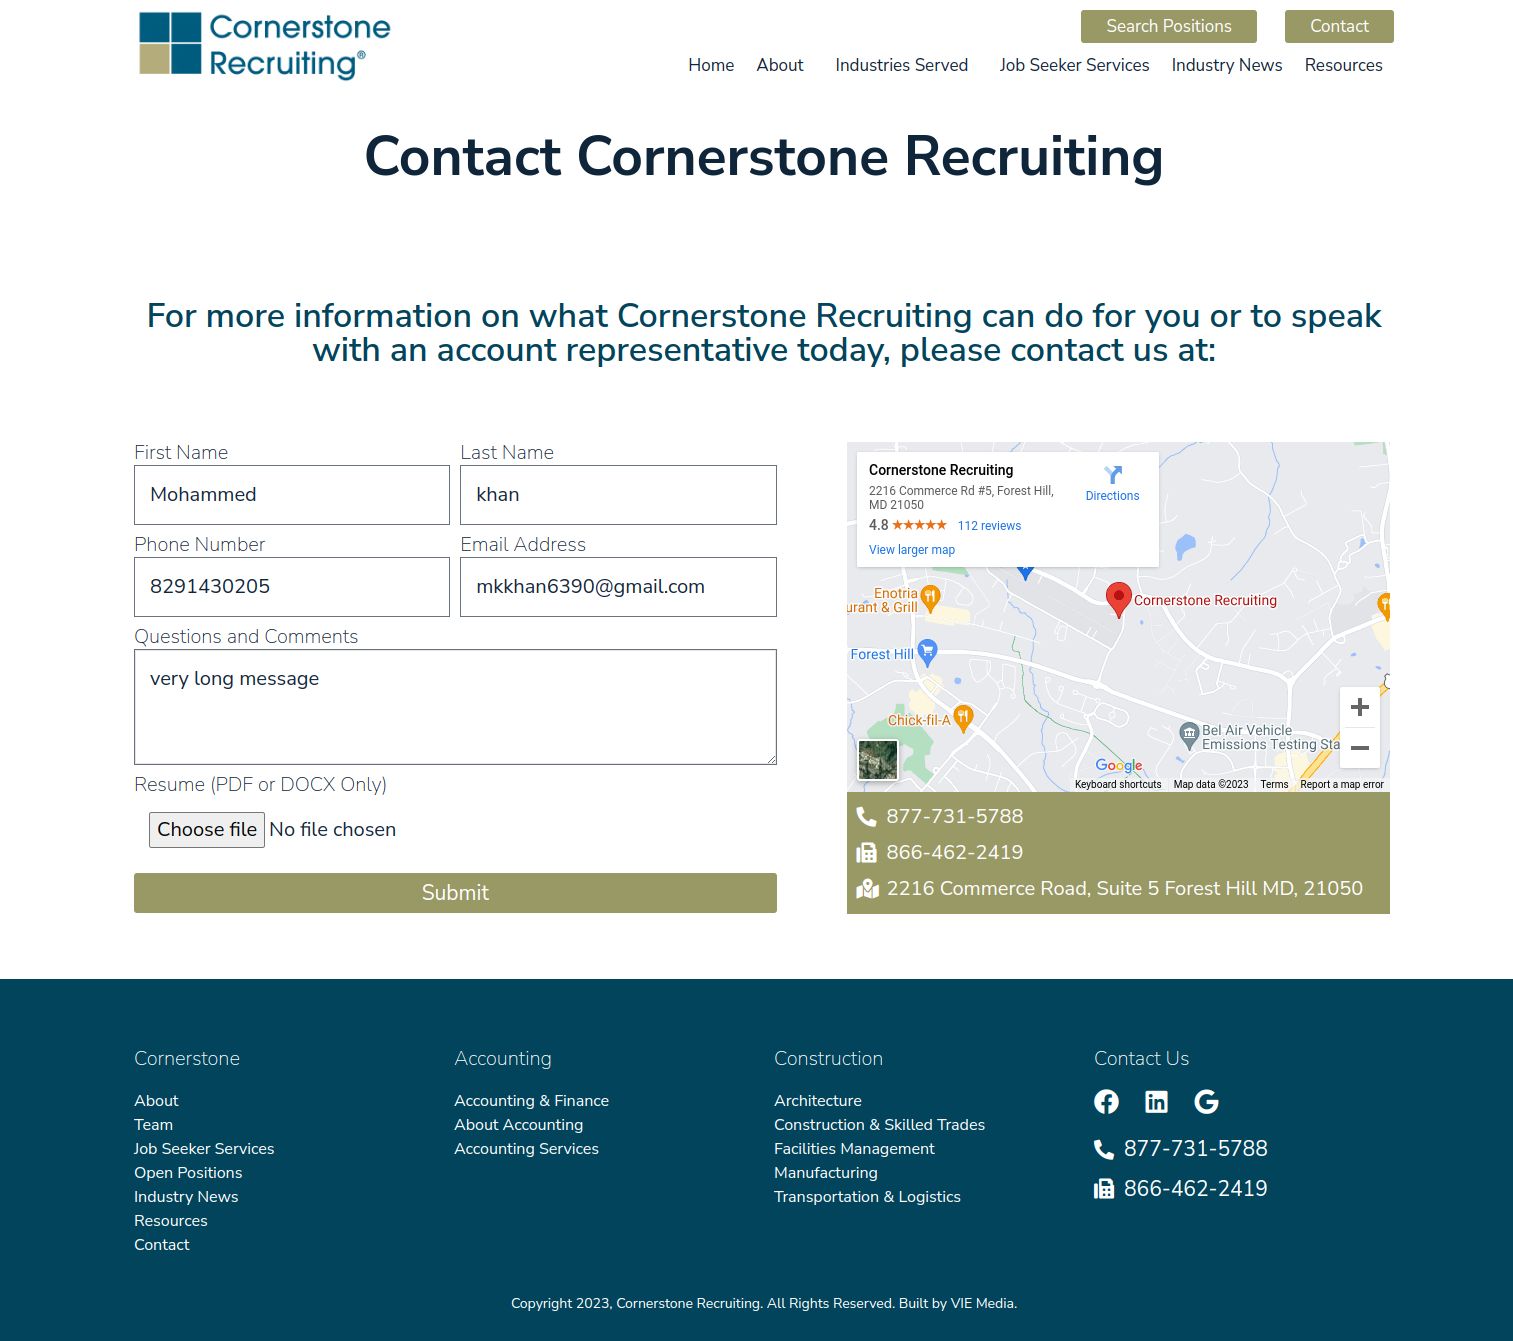 Cornerstone
Recruiting®
Search Positions
Contact
Home
About
Industries Served
Job Seeker Services
Industry News
Resources
Contact Cornerstone Recruiting
For more information on what Cornerstone Recruiting can do for you or to speak
with an account representative today, please contact us at:
First Name
Mohammed
Last Name
khan
Phone Number
8291430205
Email Address
mkkhan6390@gmail.com
Questions and Comments
very long message
Resume (PDF or DOCX Only)
Choose file No file chosen
Submit
Cornerstone Recruiting
2216 Commerce Rd #5, Forest Hill,
MD 21050
4.8
112 reviews
View larger map
Directions
Enotria
urant & Grill
Cornerstone Recruiting
Forest Hill
Chick-fil-A
Bel Air Vehicle
Emissions Testing Sta
Google
Keyboard shortcuts
Map data ©2023
Terms
Report a map error
877-731-5788
866-462-2419
2216 Commerce Road, Suite 5 Forest Hill MD, 21050
Cornerstone
About
Team
Job Seeker Services
Open Positions
Industry News
Resources
Contact
Accounting
Accounting & Finance
About Accounting
Accounting Services
Construction
Architecture
Construction & Skilled Trades
Facilities Management
Manufacturing
Transportation & Logistics
Contact Us
877-731-5788
866-462-2419
Copyright 2023, Cornerstone Recruiting. All Rights Reserved. Built by VIE Media.